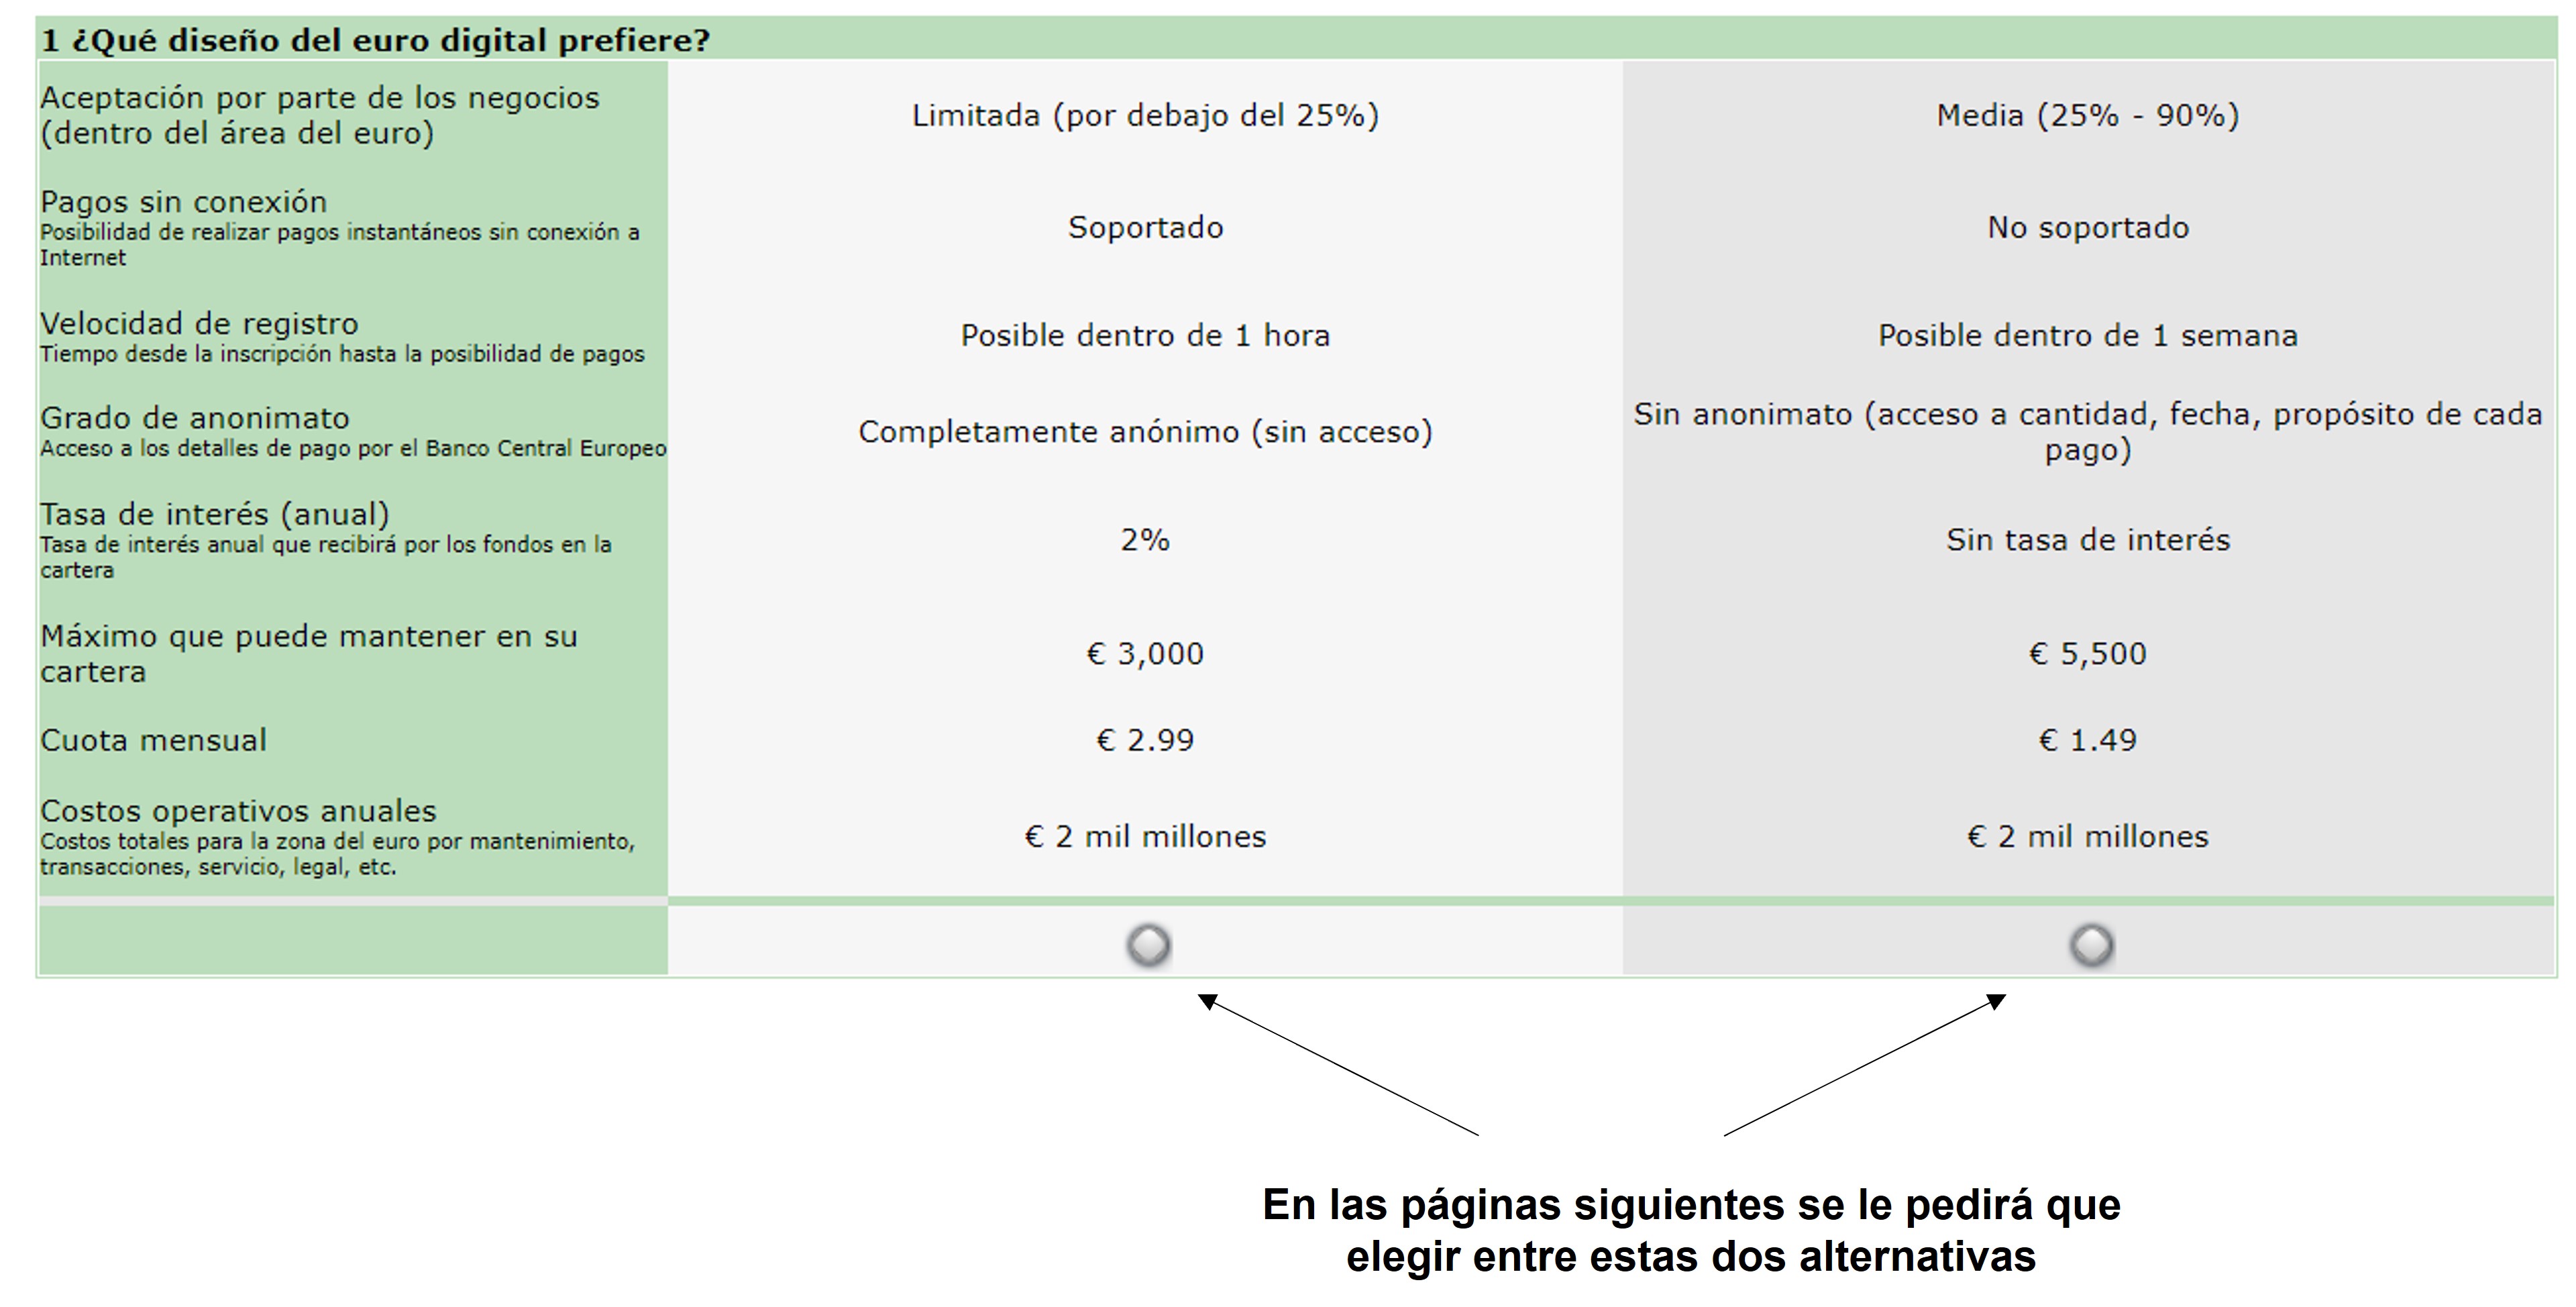 1 ¿Qué diseño del euro digital prefiere?
Aceptación por parte de los negocios
(dentro del área del euro)
Limitada (por debajo del 25%)
Media (25% - 90%)
Pagos sin conexión
Posibilidad de realizar pagos instantáneos sin conexión a
Internet
Soportado
No soportado
Velocidad de registro
Tiempo desde la inscripción hasta la posibilidad de pagos
Posible dentro de 1 hora
Posible dentro de 1 semana
Grado de anonimato
Acceso a los detalles de pago por el Banco Central Europeo
Completamente anónimo (sin acceso)
Sin anonimato (acceso a cantidad, fecha, propósito de cada
pago)
Tasa de interés (anual)
Tasa de interés anual que recibirá por los fondos en la
cartera
2%
Sin tasa de interés
Máximo que puede mantener en su
cartera
€ 3,000
€ 5,500
Cuota mensual
€ 2.99
€ 1.49
Costos operativos anuales
Costos totales para la zona del euro por mantenimiento,
transacciones, servicio, legal, etc.
€ 2 mil millones
€ 2 mil millones
En las páginas siguientes se le pedirá que
elegir entre estas dos alternativas